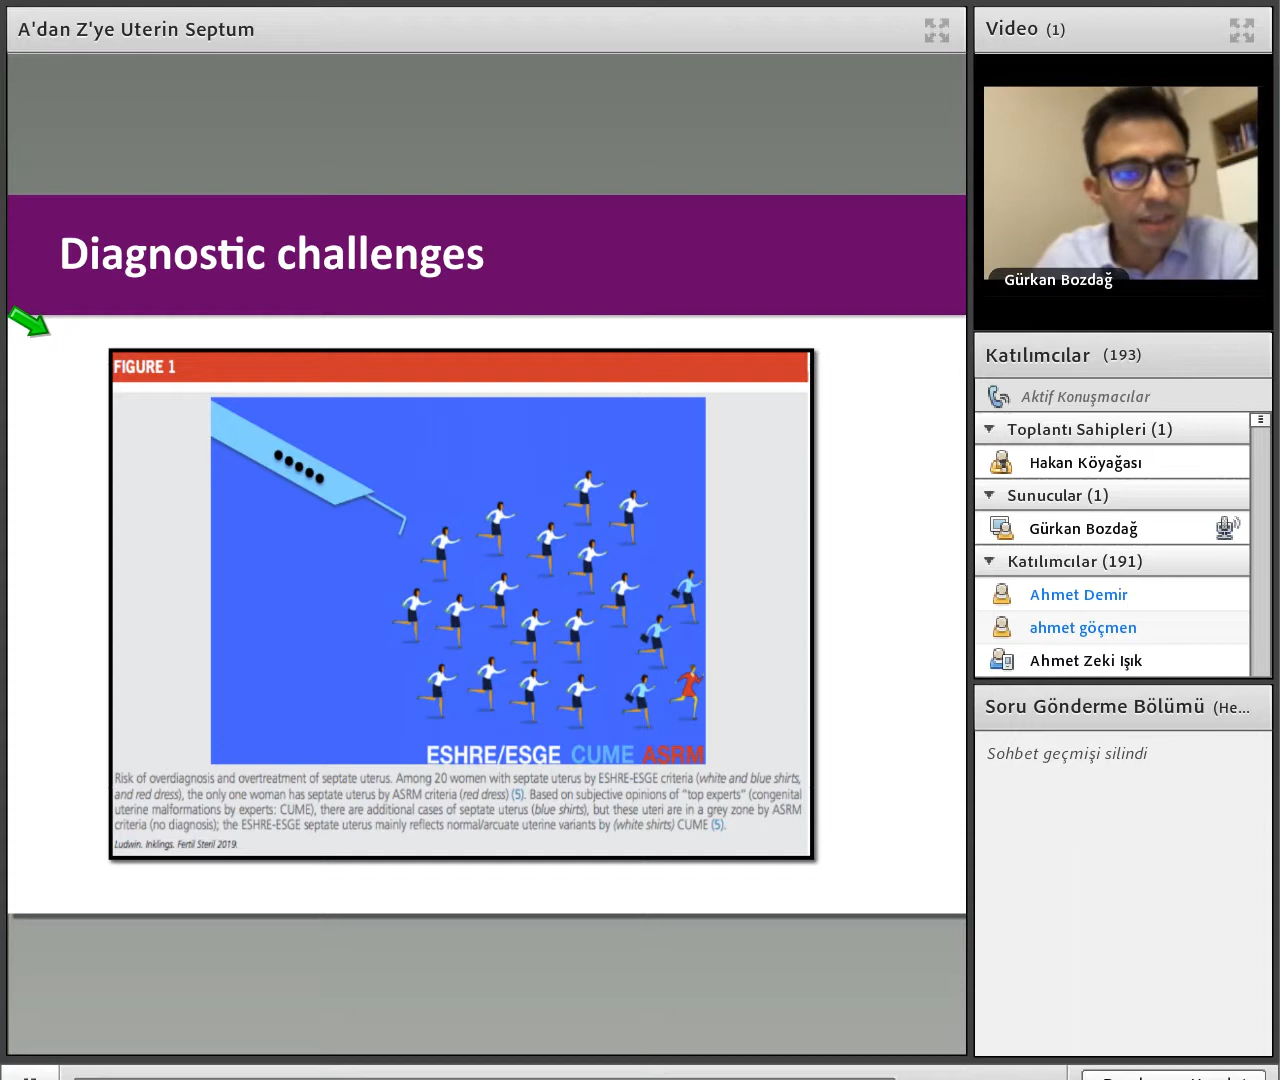 A'dan Z'ye Uterin Septum
Diagnostic challenges
FIGURE 1
ESHRE/ESGE CUME ASRM
Risk of overdiagnosis and overtreatment of septate uterus. Among 20 women with septate uterus by ESHRE-ESGE criteria (white and blue shirts,
and red dress), the only one woman has septate uterus by ASRM criteria (red dress) (5). Based on subjective opinions of "top experts" (congenital
uterine malformations by experts: CUME), there are additional cases of septate uterus (blue shirts), but these uteri are in a grey zone by ASRM
criteria (no diagnosis); the ESHRE-ESGE septate uterus mainly reflects normal/arcuate uterine variants by (white shirts) CUME (5).
Ludwin. Inklings. Fertil Steril 2019.
Video (1)
Gürkan Bozdağ
Katılımcılar (193)
Aktif Konuşmacılar
Toplantı Sahipleri (1)
Hakan Köyağası
Sunucular (1)
Gürkan Bozdağ
Katılımcılar (191)
Ahmet Demir
ahmet göçmen
Ahmet Zeki Işık
Soru Gönderme Bölümü (He...
Sohbet geçmişi silindi